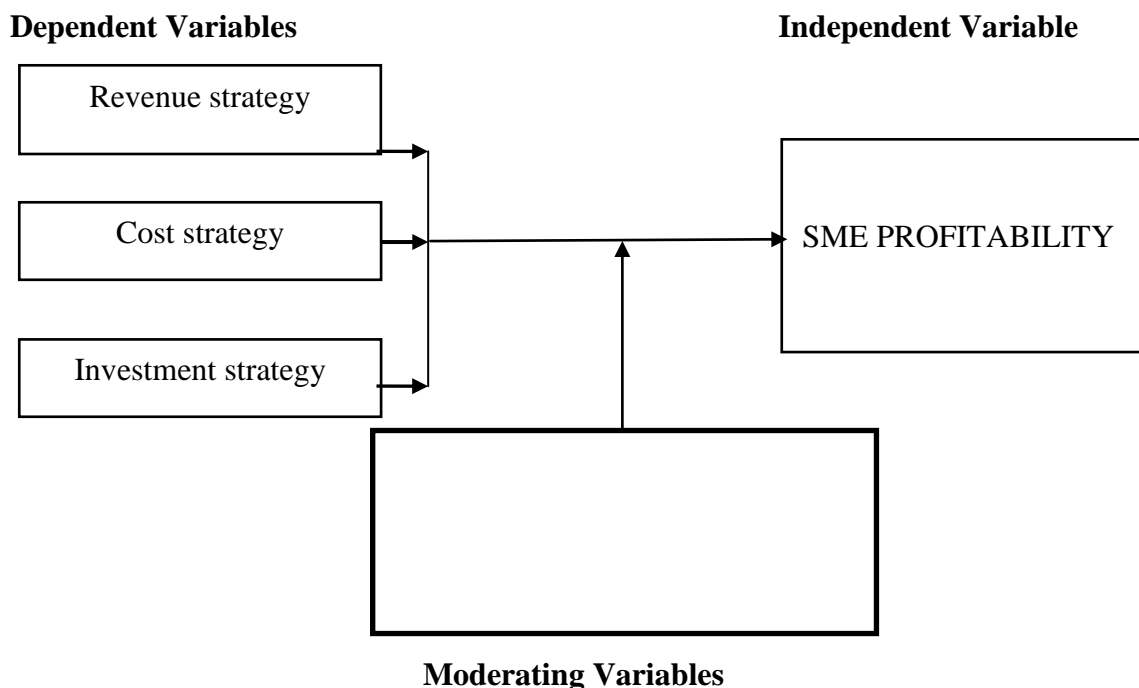 Dependent Variables
Independent Variable
Revenue strategy
Cost strategy
SME PROFITABILITY
Investment strategy
Moderating Variables